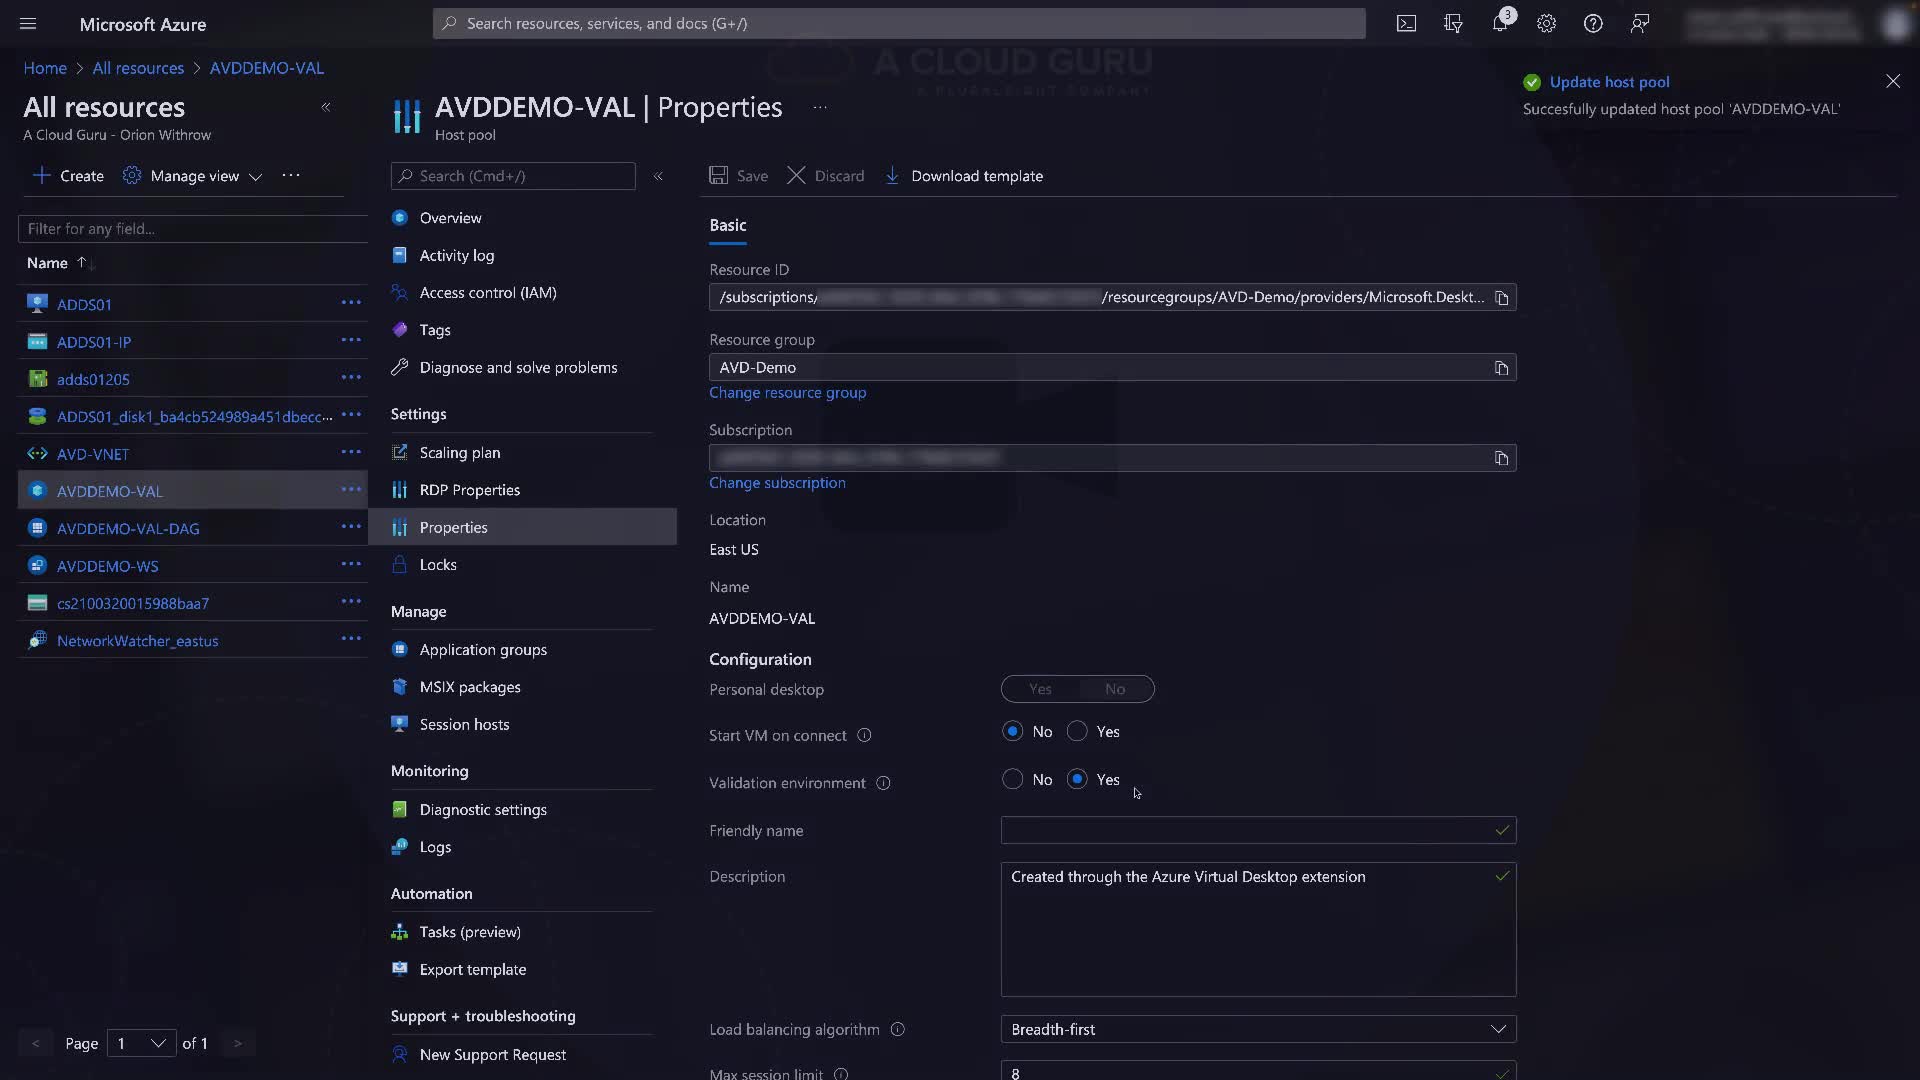 Microsoft Azure
Search resources, services, and docs (G+/)
3
Home > All resources > AVDDEMO-VAL
All resources
A Cloud Guru - Orion Withrow
Create
Manage view
Filter for any field...
Name ↑↓
ADDS01
ADDS01-IP
adds01205
ADDS01_disk1_ba4cb524989a451dbecc...
AVD-VNET
AVDDEMO-VAL
AVDDEMO-VAL-DAG
AVDDEMO-WS
cs2100320015988baa7
NetworkWatcher_eastus
< Page 1 of 1 >
A CLOUD GURU
A PLURALSIGHT COMPANY
AVDDEMO-VAL | Properties
Host pool
Search (Cmd+/)
Overview
Activity log
Access control (IAM)
Tags
Diagnose and solve problems
Settings
Scaling plan
RDP Properties
Properties
Locks
Manage
Application groups
MSIX packages
Session hosts
Monitoring
Diagnostic settings
Logs
Automation
Tasks (preview)
Export template
Support + troubleshooting
New Support Request
Save
Discard
Download template
Basic
Resource ID
/subscriptions/
/resourcegroups/AVD-Demo/providers/Microsoft.Deskt...
Resource group
AVD-Demo
Change resource group
Subscription
Change subscription
Location
East US
Name
AVDDEMO-VAL
Configuration
Personal desktop
Yes No
Start VM on connect
No Yes
Validation environment
No Yes
Friendly name
Description
Created through the Azure Virtual Desktop extension
Load balancing algorithm
Breadth-first
Max session limit
8
Update host pool
Succesfully updated host pool 'AVDDEMO-VAL'